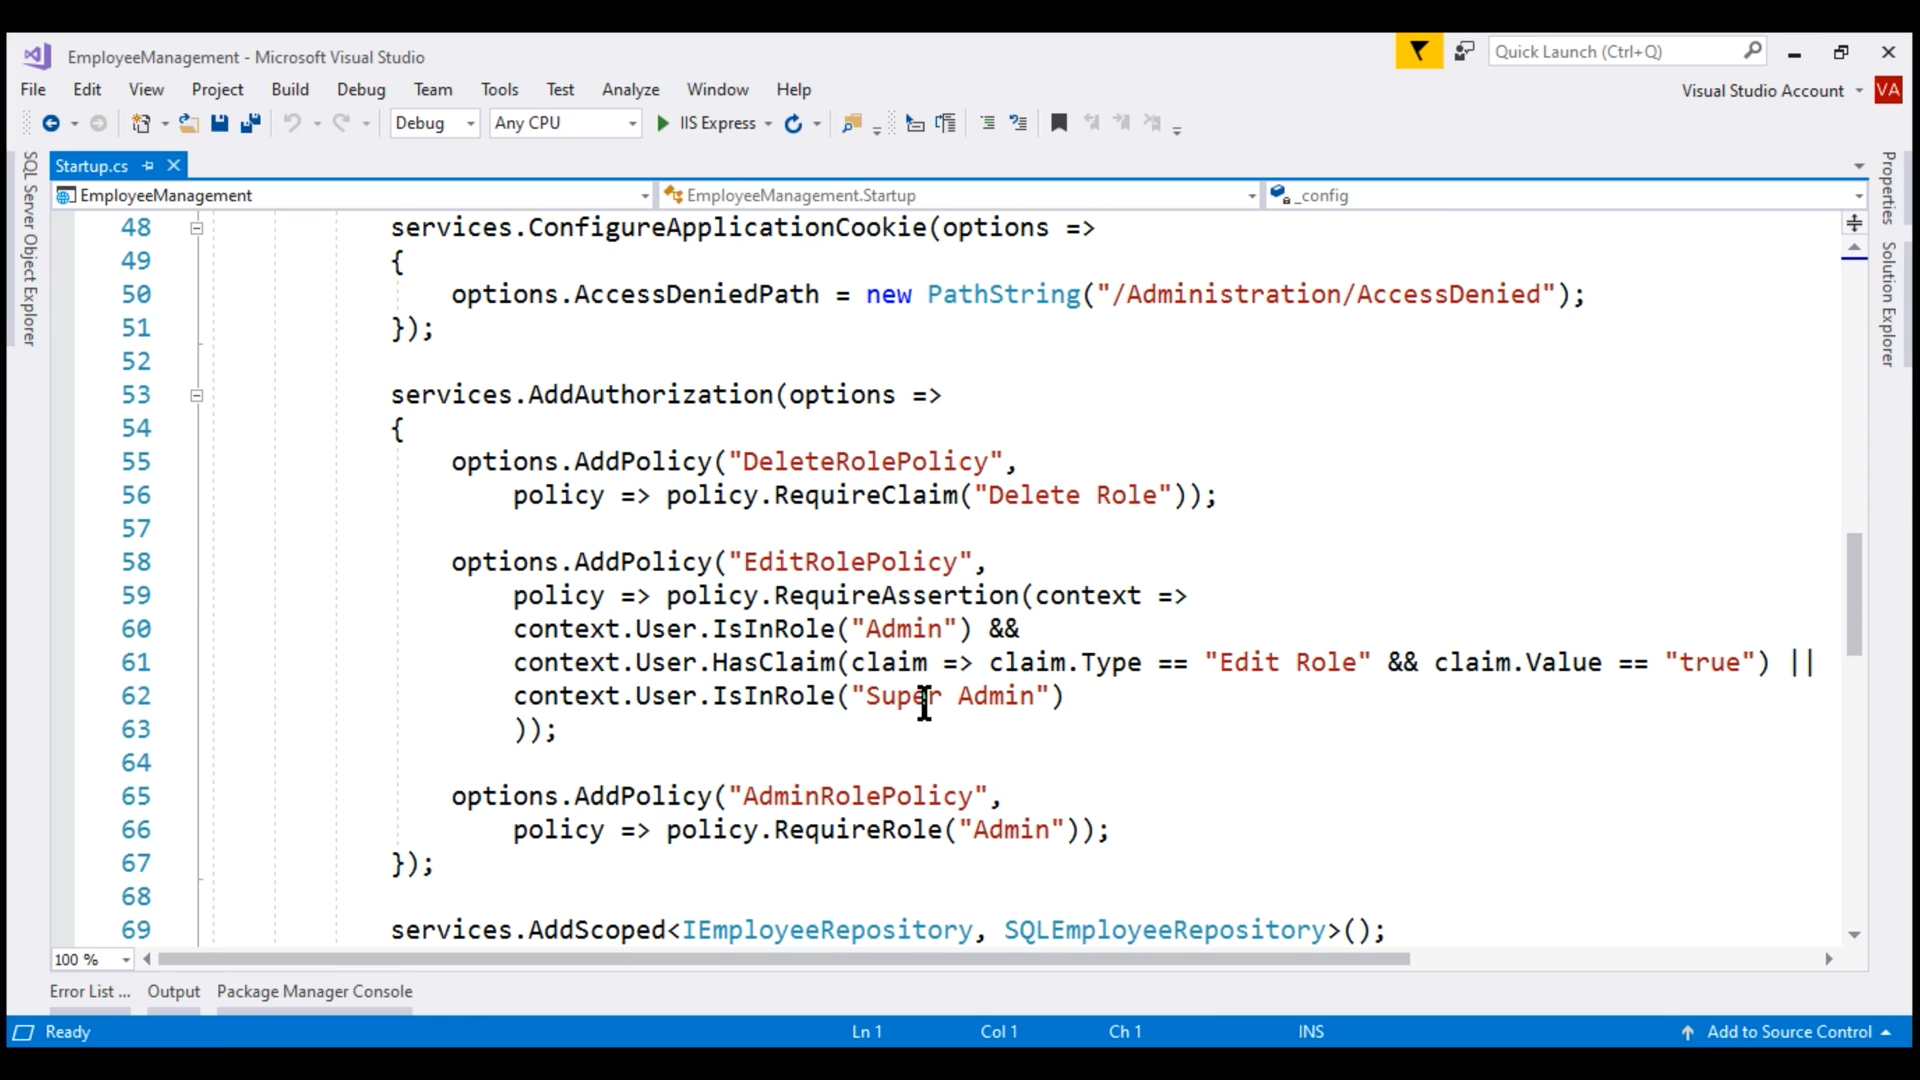 EmployeeManagement - Microsoft Visual Studio
Quick Launch (Ctrl+Q)
File Edit View Project Build Debug Team Tools Test Analyze Window Help
Visual Studio Account VA
Debug Any CPU IIS Express
Startup.cs
EmployeeManagement EmployeeManagement.Startup _config
SQL Server Object Explorer
Properties
Solution Explorer
48 services.ConfigureApplicationCookie(options =>
49 {
50 options.AccessDeniedPath = new PathString("/Administration/AccessDenied");
51 });
52
53 services.AddAuthorization(options =>
54 {
55 options.AddPolicy("DeleteRolePolicy",
56 policy => policy.RequireClaim("Delete Role"));
57
58 options.AddPolicy("EditRolePolicy",
59 policy => policy.RequireAssertion(context =>
60 context.User.IsInRole("Admin") &&
61 context.User.HasClaim(claim => claim.Type == "Edit Role" && claim.Value == "true") ||
62 context.User.IsInRole("Super Admin")
63 ));
64
65 options.AddPolicy("AdminRolePolicy",
66 policy => policy.RequireRole("Admin"));
67 });
68
69 services.AddScoped<IEmployeeRepository, SQLEmployeeRepository>();
100 %
Error List ... Output Package Manager Console
Ready Ln 1 Col 1 Ch 1 INS Add to Source Control